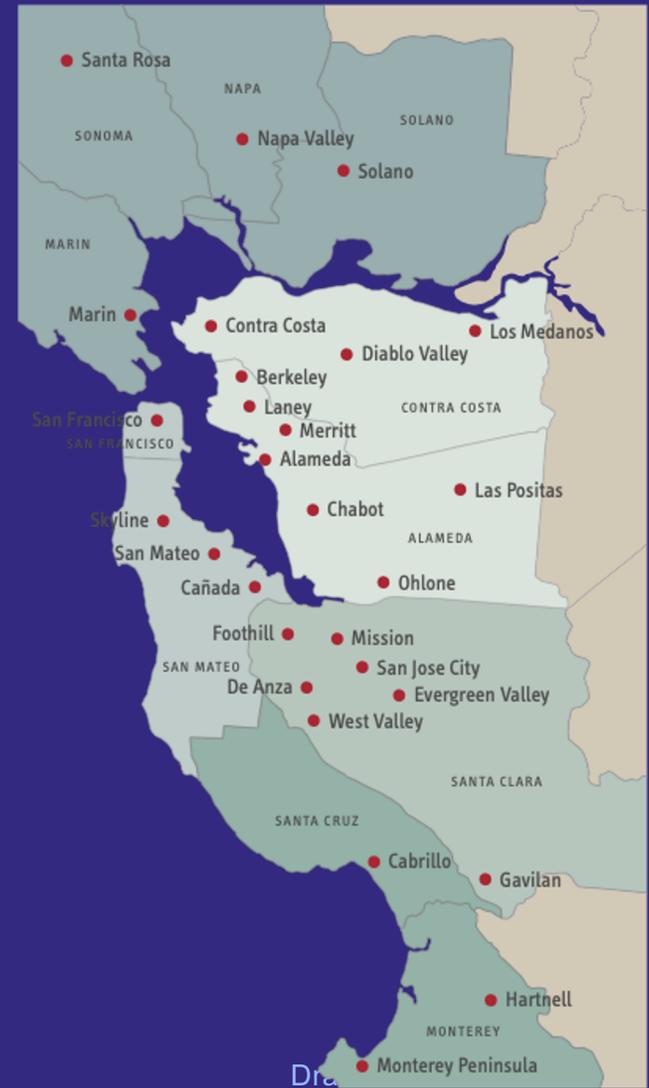 Santa Rosa
NAPA
SOLANO
SONOMA
Napa Valley
Solano
MARIN
Marin
Contra Costa
Los Medanos
Diablo Valley
Berkeley
Laney
CONTRA COSTA
San Francisco
Merritt
SAN FRANCISCO
Alameda
Las Positas
Chabot
Skyline
ALAMEDA
San Mateo
Cañada
Ohlone
Foothill
Mission
SAN MATEO
San Jose City
De Anza
Evergreen Valley
West Valley
SANTA CLARA
SANTA CRUZ
Cabrillo
Gavilan
Hartnell
MONTEREY
Monterey Peninsula
Dra